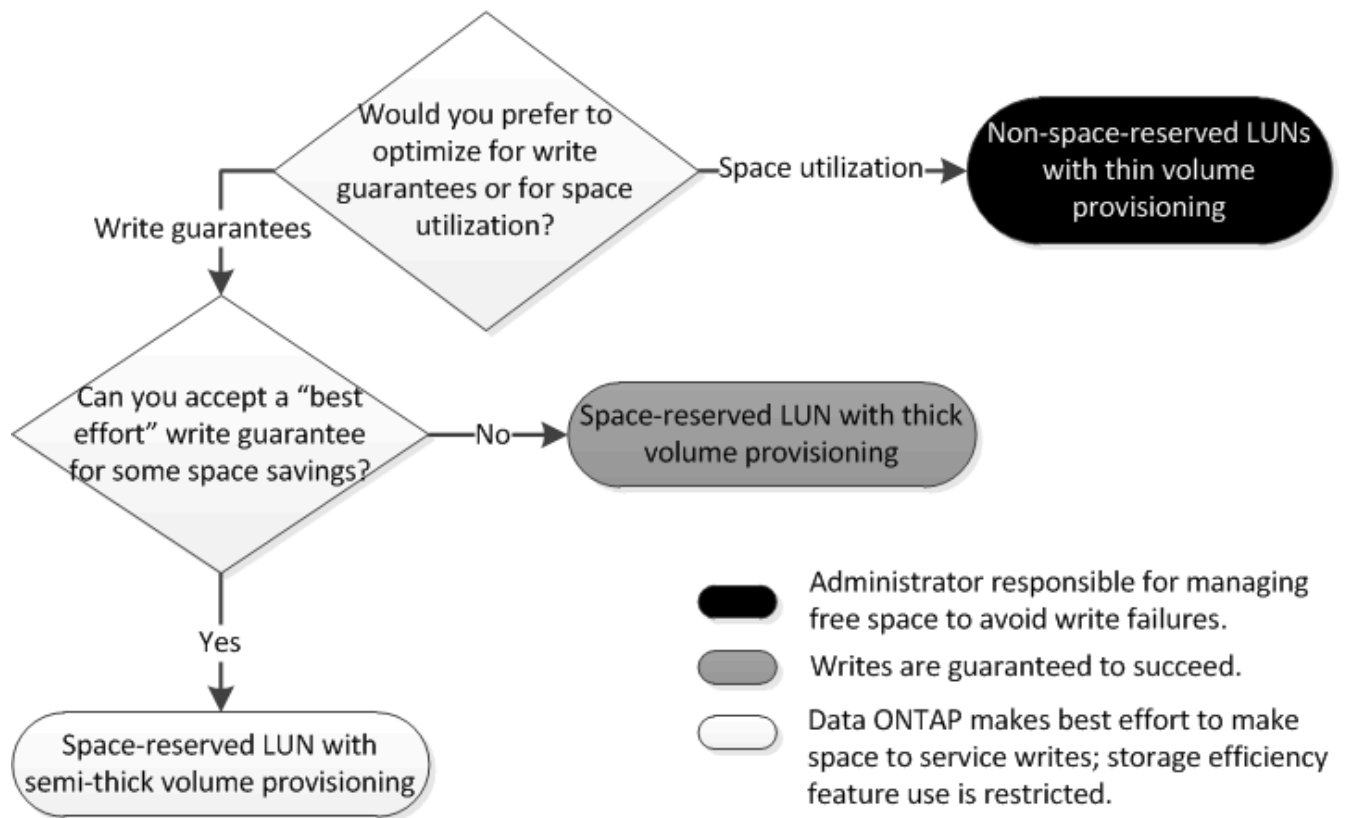 Would you prefer to
optimize for write
guarantees or for space
utilization?
Space utilization
Non-space-reserved LUNs
with thin volume
provisioning
Write guarantees
Can you accept a “best
effort” write guarantee
for some space savings?
No
Space-reserved LUN with thick
volume provisioning
Yes
Space-reserved LUN with
semi-thick volume provisioning
Administrator responsible for managing
free space to avoid write failures.
Writes are guaranteed to succeed.
Data ONTAP makes best effort to make
space to service writes; storage efficiency
feature use is restricted.